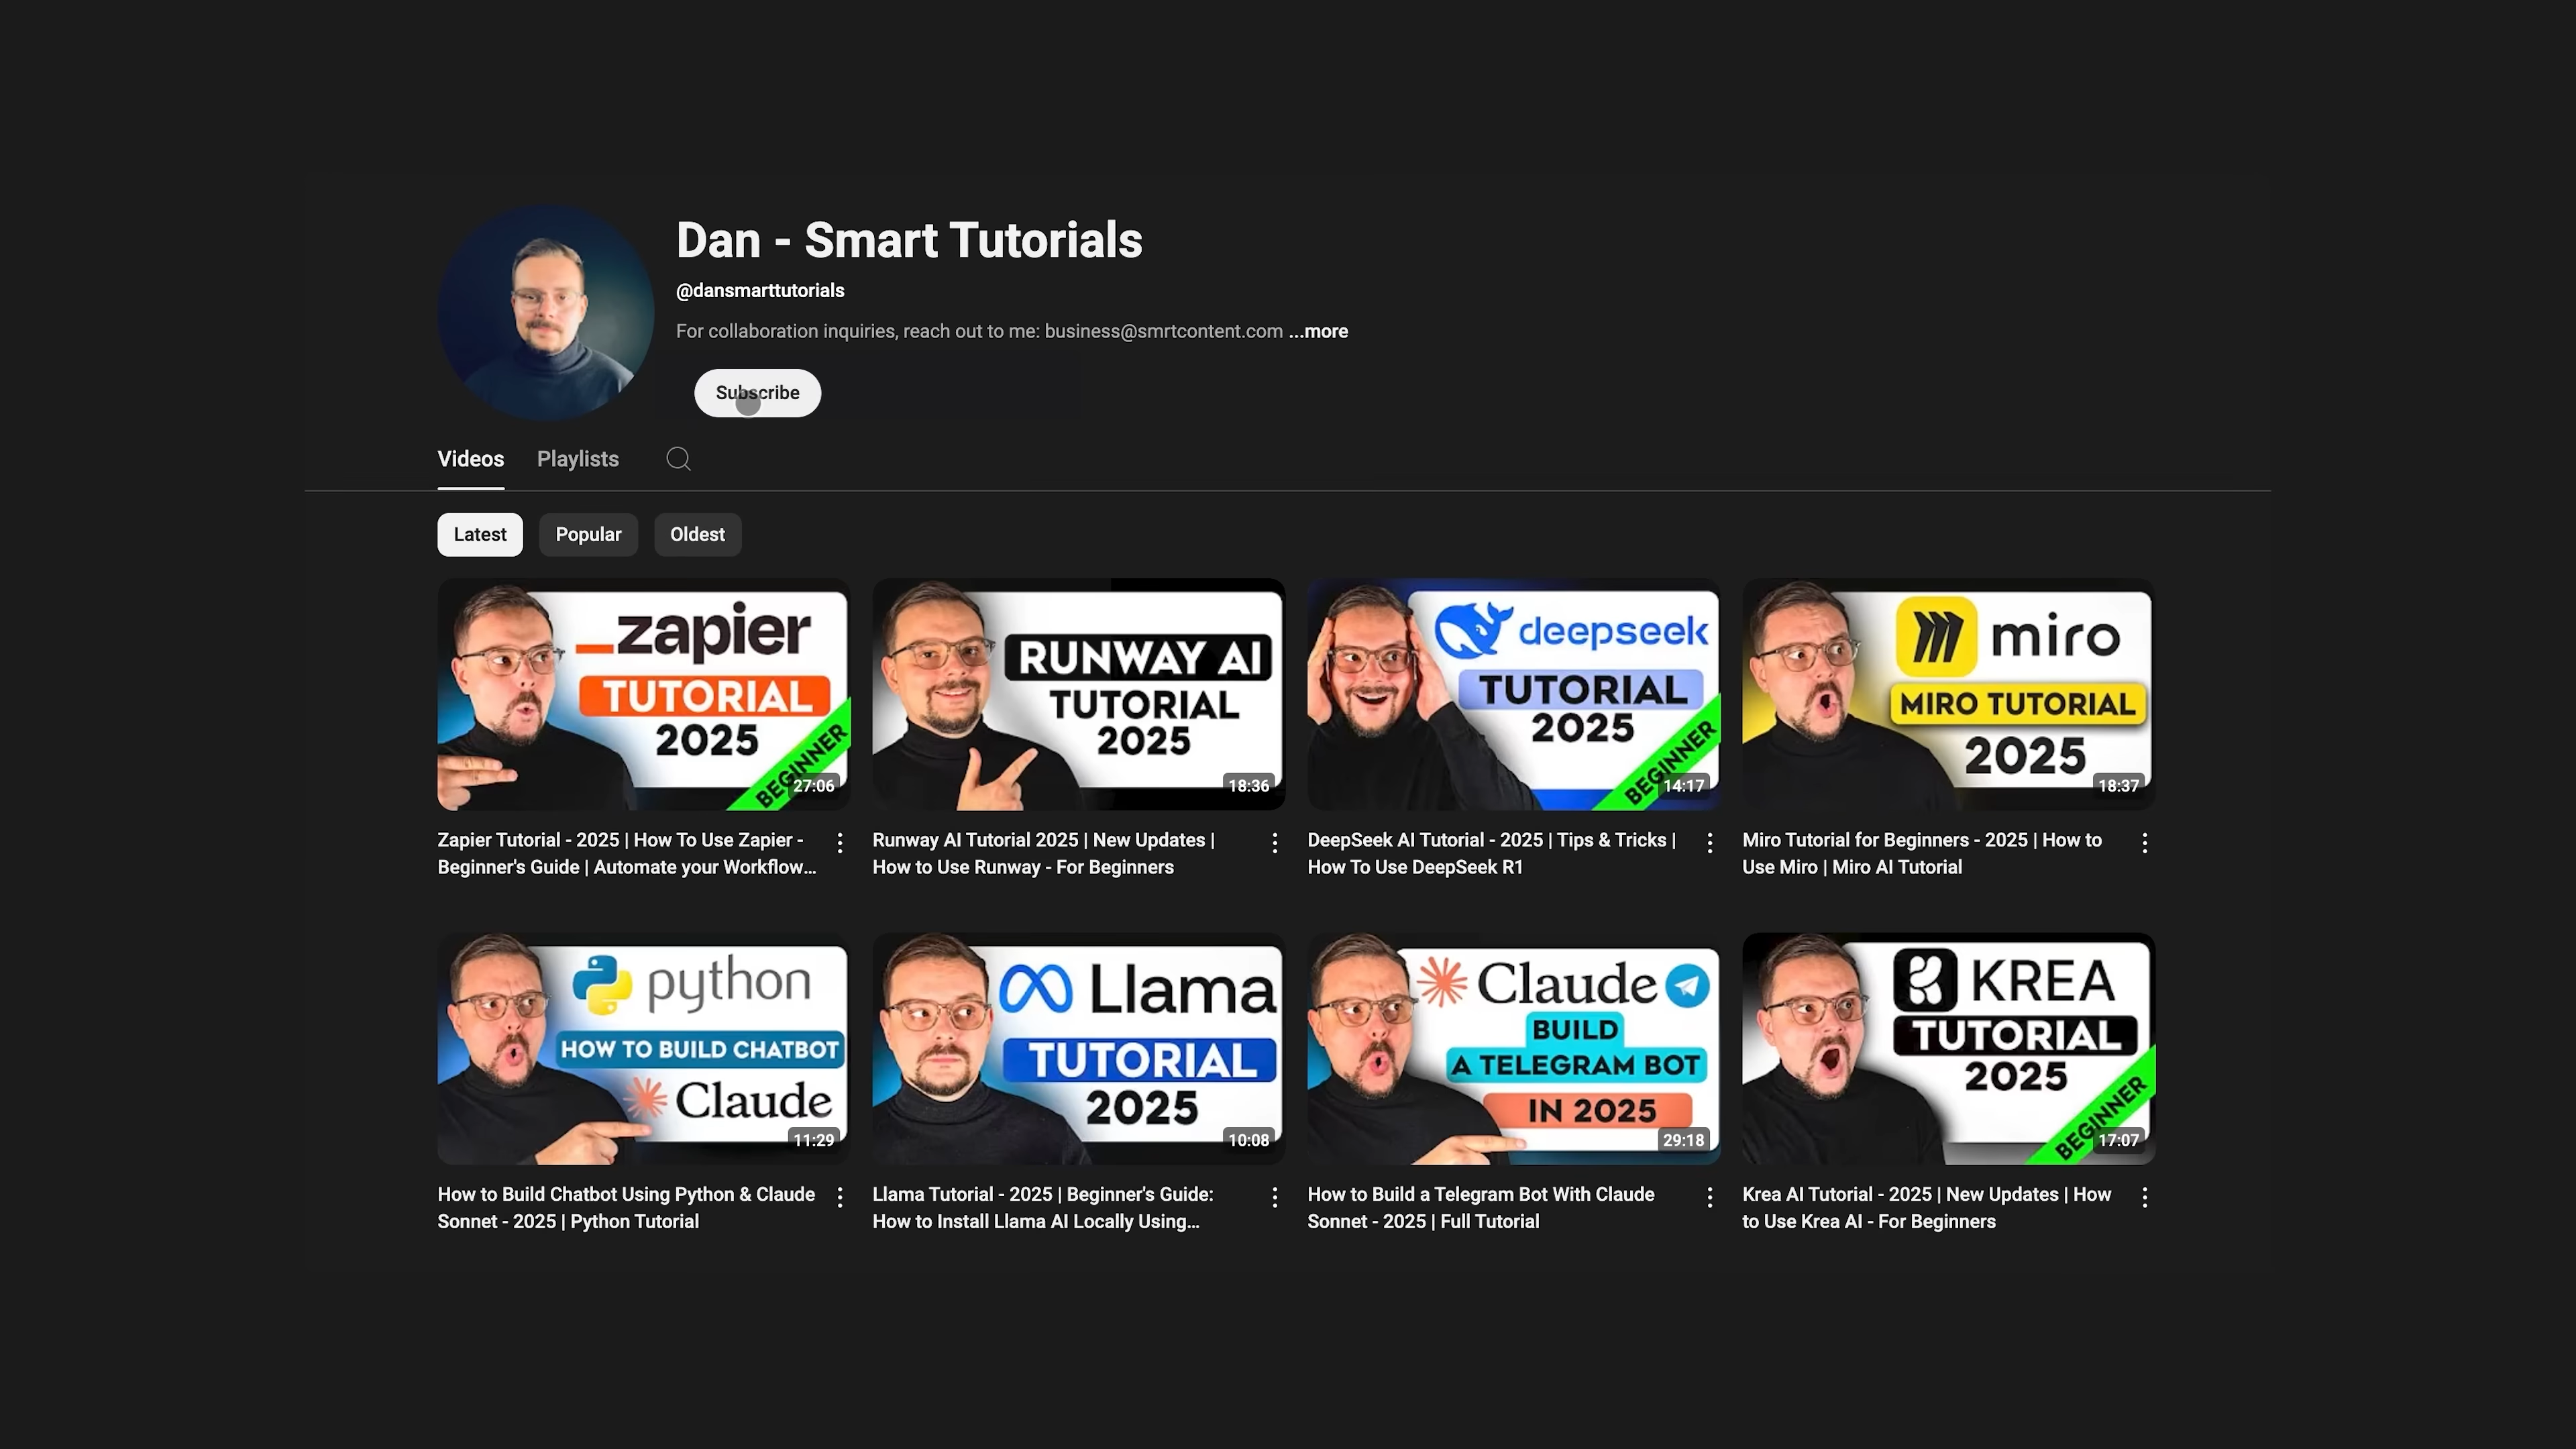 Dan - Smart Tutorials
@dansmarttutorials
For collaboration inquiries, reach out to me: business@smrtcontent.com ...more
Subscribe
Videos
Playlists
Latest
Popular
Oldest
zapier
TUTORIAL
2025
BEGINNER
27:06
RUNWAY AI
TUTORIAL
2025
18:36
deepseek
TUTORIAL
2025
BEGINNER
14:17
miro
MIRO TUTORIAL
2025
18:37
Zapier Tutorial - 2025 | How To Use Zapier -
Beginner's Guide | Automate your Workflow...
Runway AI Tutorial 2025 | New Updates |
How to Use Runway - For Beginners
DeepSeek AI Tutorial - 2025 | Tips & Tricks |
How To Use DeepSeek R1
Miro Tutorial for Beginners - 2025 | How to
Use Miro | Miro AI Tutorial
python
HOW TO BUILD CHATBOT
Claude
11:29
Llama
TUTORIAL
2025
10:08
Claude
BUILD
A TELEGRAM BOT
IN 2025
29:18
KREA
TUTORIAL
2025
BEGINNER
17:07
How to Build Chatbot Using Python & Claude
Sonnet - 2025 | Python Tutorial
Llama Tutorial - 2025 | Beginner's Guide:
How to Install Llama AI Locally Using...
How to Build a Telegram Bot With Claude
Sonnet - 2025 | Full Tutorial
Krea AI Tutorial - 2025 | New Updates | How
to Use Krea AI - For Beginners